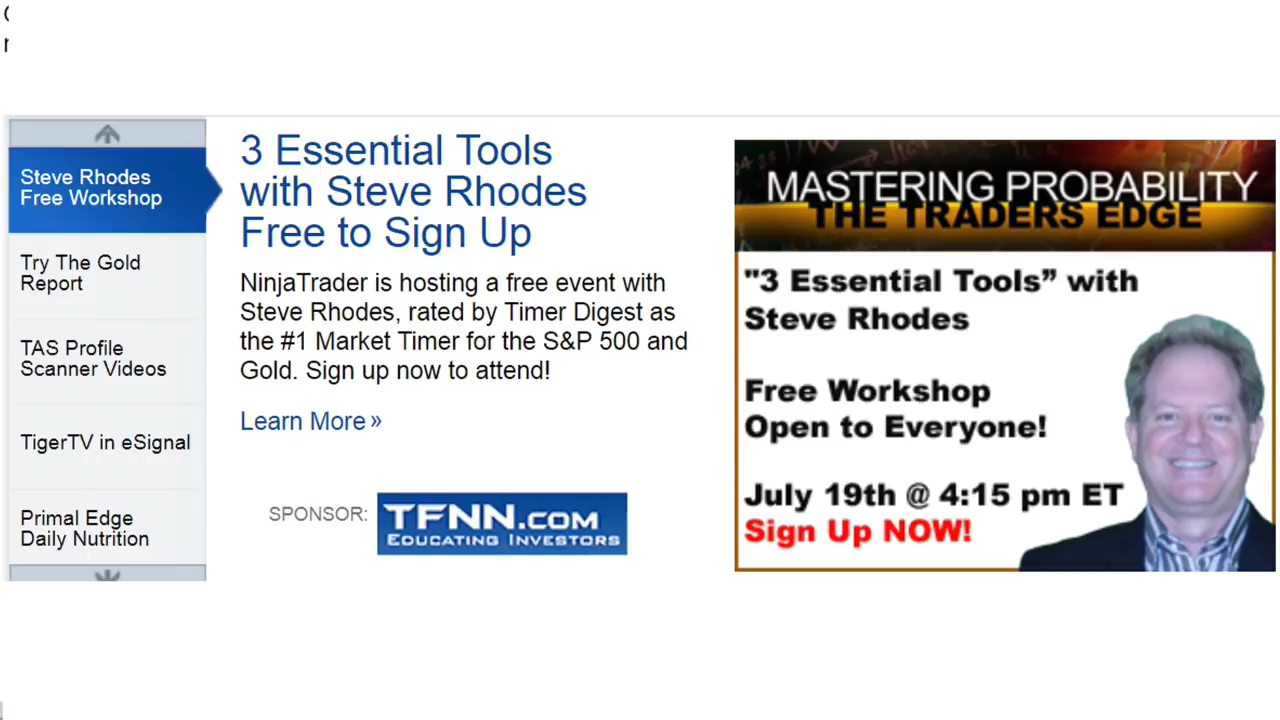 Steve Rhodes
Free Workshop
Try The Gold
Report
TAS Profile
Scanner Videos
TigerTV in eSignal
Primal Edge
Daily Nutrition
3 Essential Tools
with Steve Rhodes
Free to Sign Up
NinjaTrader is hosting a free event with
Steve Rhodes, rated by Timer Digest as
the #1 Market Timer for the S&P 500 and
Gold. Sign up now to attend!
Learn More »
SPONSOR:
TFNN.COM
EDUCATING INVESTORS
MASTERING PROBABILITY
THE TRADERS EDGE
"3 Essential Tools” with
Steve Rhodes
Free Workshop
Open to Everyone!
July 19th @ 4:15 pm ET
Sign Up NOW!